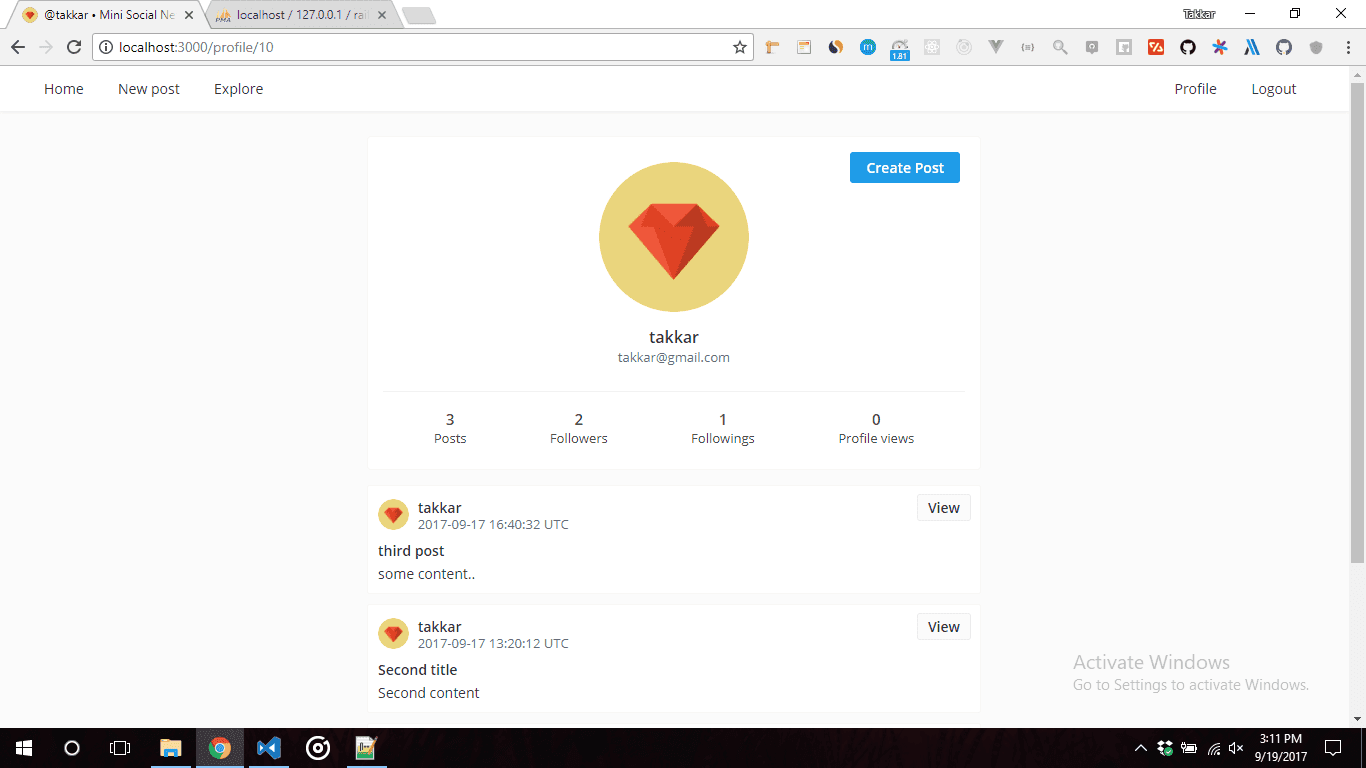 @takkar • Mini Social Ne
localhost / 127.0.0.1 / rai
Takkar
localhost:3000/profile/10
1.81
Home New post Explore Profile Logout
Create Post
takkar
takkar@gmail.com
3 2 1 0
Posts Followers Followings Profile views
takkar
View
2017-09-17 16:40:32 UTC
third post
some content..
takkar
View
2017-09-17 13:20:12 UTC
Second title
Second content
Activate Windows
Go to Settings to activate Windows.
3:11 PM
9/19/2017